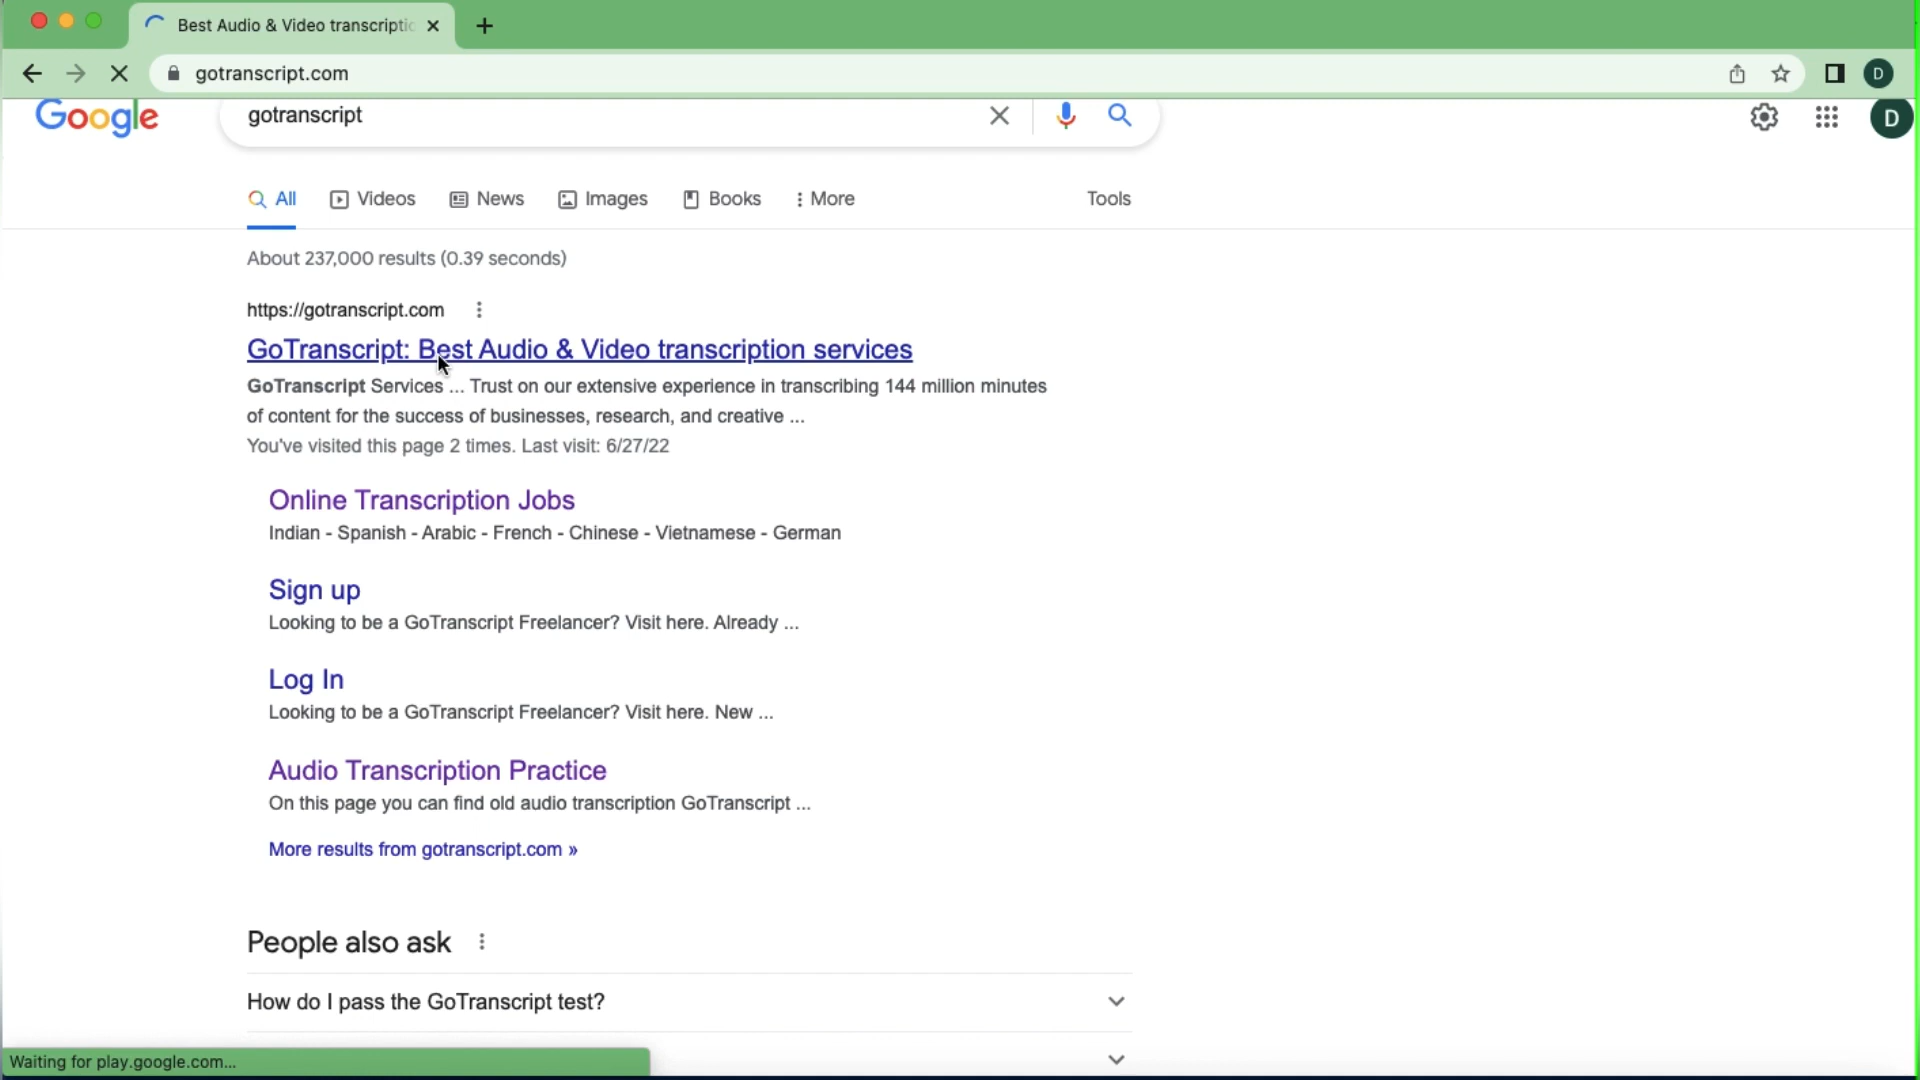 Best Audio & Video transcriptic
gotranscript.com
D
Google
gotranscript
D
All
Videos
News
Images
Books
More
Tools
About 237,000 results (0.39 seconds)
https://gotranscript.com
GoTranscript: Best Audio & Video transcription services
GoTranscript Services ... Trust on our extensive experience in transcribing 144 million minutes
of content for the success of businesses, research, and creative ...
You've visited this page 2 times. Last visit: 6/27/22
Online Transcription Jobs
Indian - Spanish - Arabic - French - Chinese - Vietnamese - German
Sign up
Looking to be a GoTranscript Freelancer? Visit here. Already ...
Log In
Looking to be a GoTranscript Freelancer? Visit here. New ...
Audio Transcription Practice
On this page you can find old audio transcription GoTranscript ...
More results from gotranscript.com »
People also ask
How do I pass the GoTranscript test?
Waiting for play.google.com...